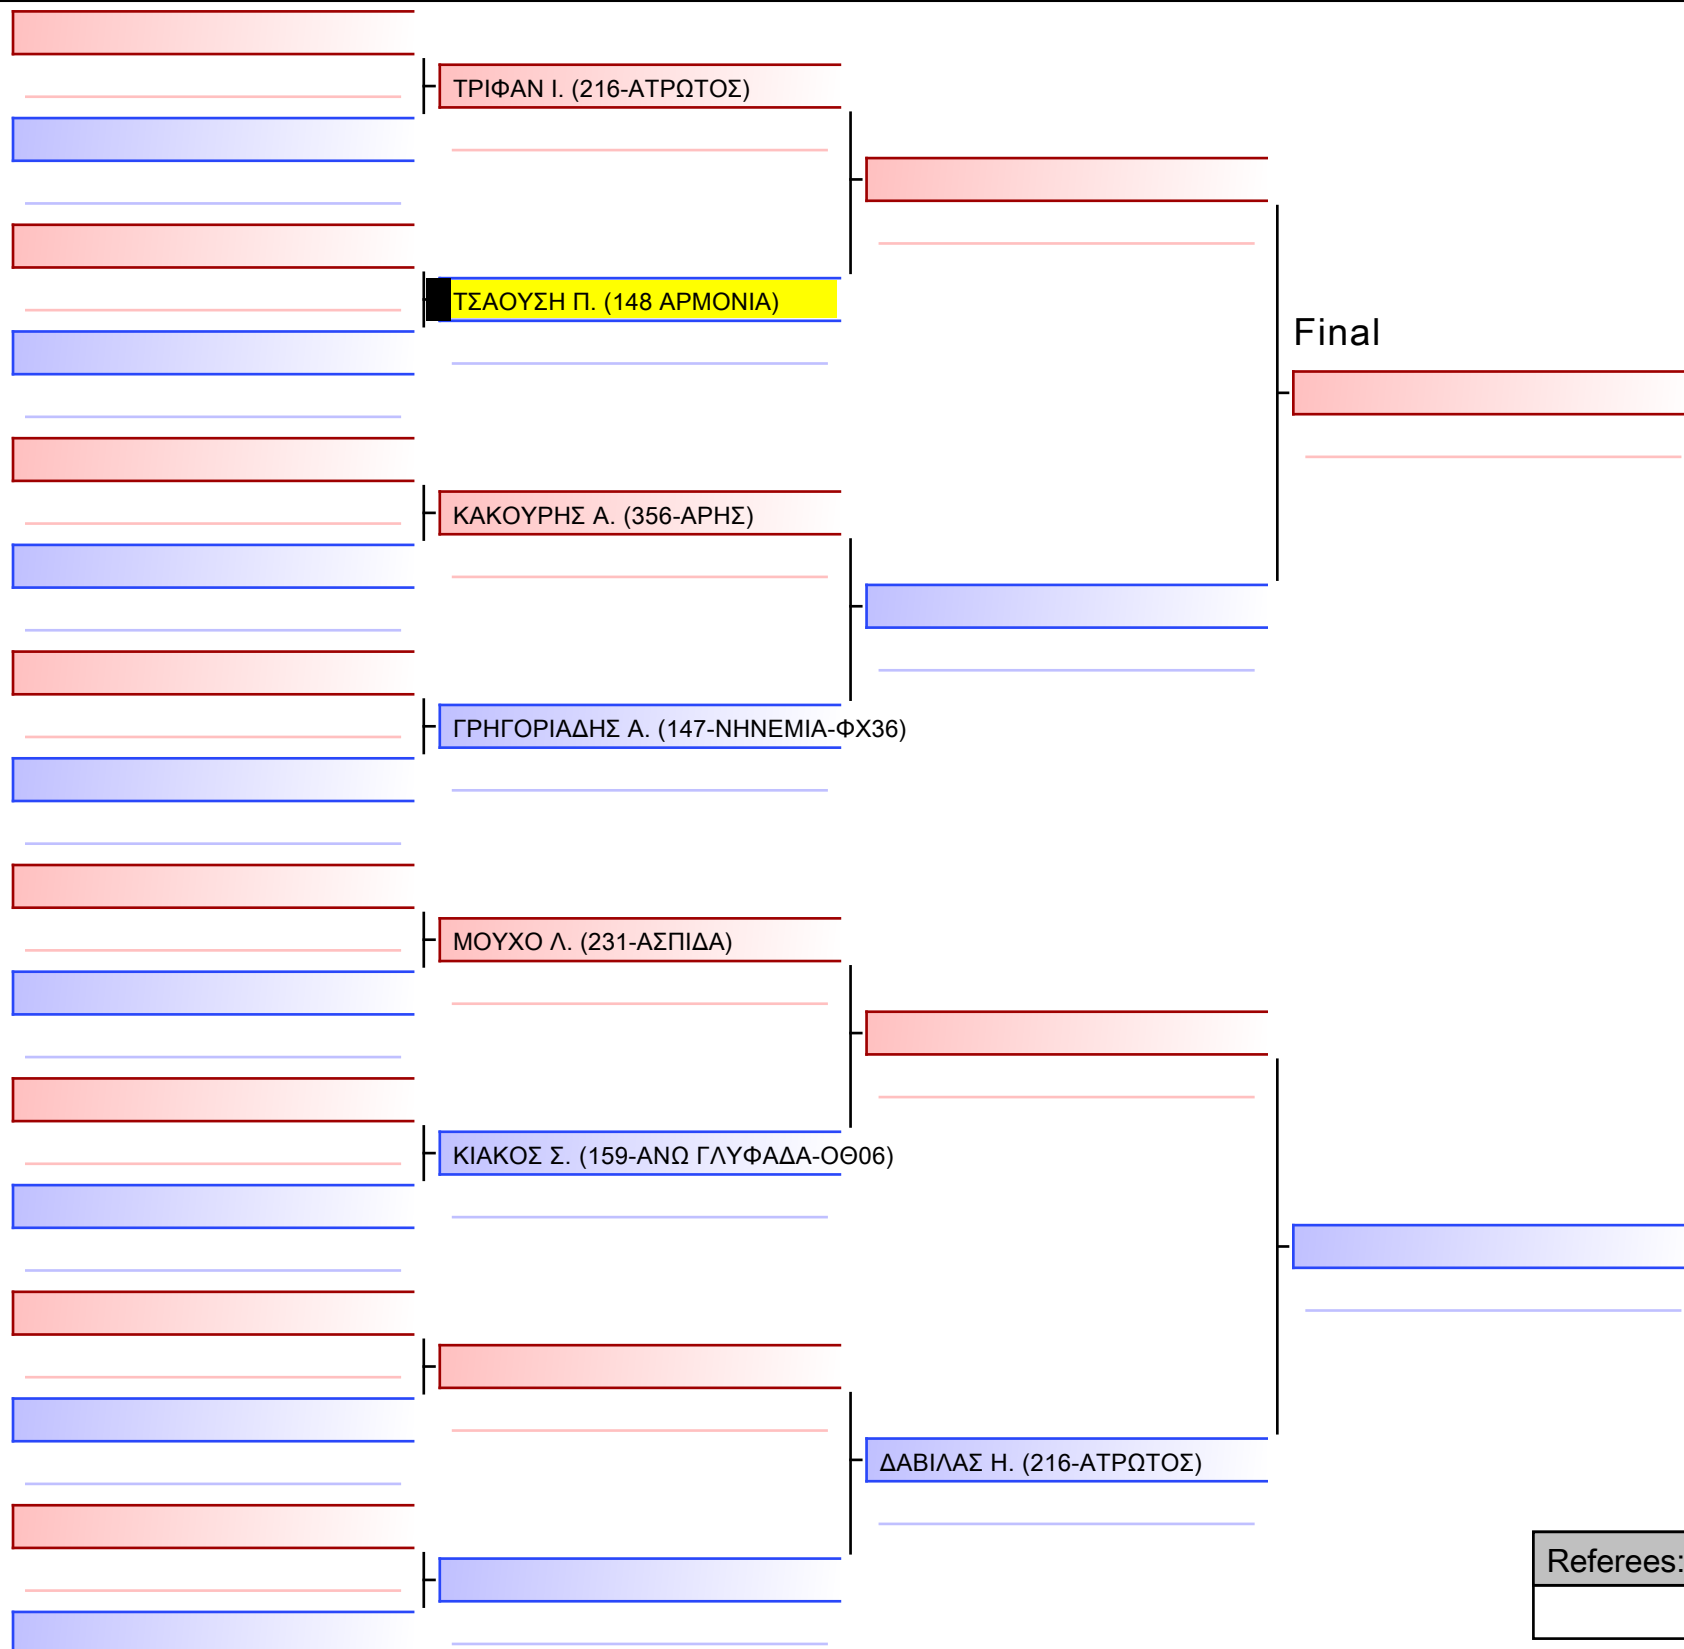 ΤΡΙΦΑΝ Ι. (216-ΑΤΡΩΤΟΣ)
ΤΣΑΟΥΣΗ Π. (148 ΑΡΜΟΝΙΑ)
Final
ΚΑΚΟΥΡΗΣ Α. (356-ΑΡΗΣ)
ΓΡΗΓΟΡΙΑΔΗΣ Α. (147-ΝΗΝΕΜΙΑ-ΦΧ36)
ΜΟΥΧΟ Λ. (231-ΑΣΠΙΔΑ)
ΚΙΑΚΟΣ Σ. (159-ΑΝΩ ΓΛΥΦΑΔΑ-ΟΘ06)
ΔΑΒΙΛΑΣ Η. (216-ΑΤΡΩΤΟΣ)
Referees: